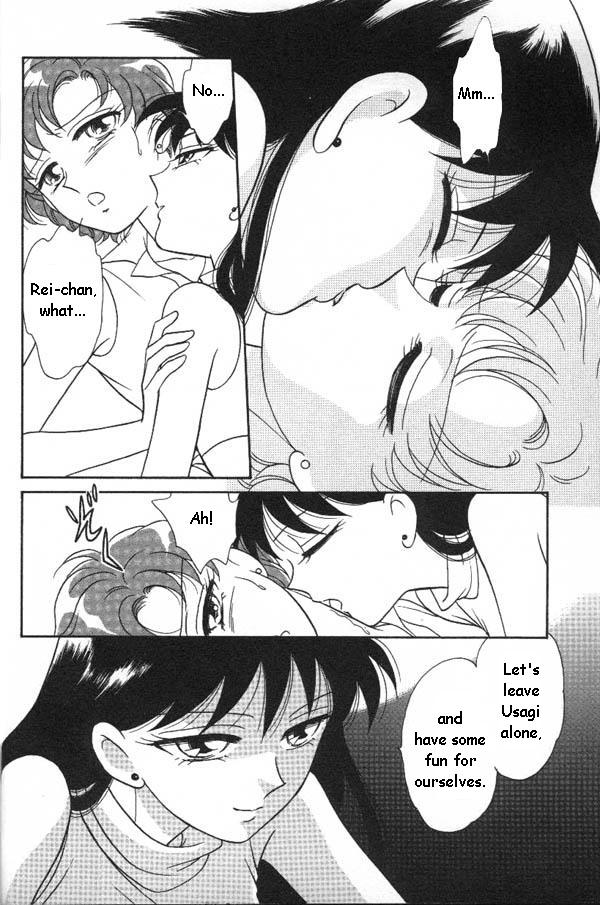 Mm...
No...
Rei-chan,
what...
Ah!
Let's
leave
Usagi
alone,
and
have some
fun for
ourselves.